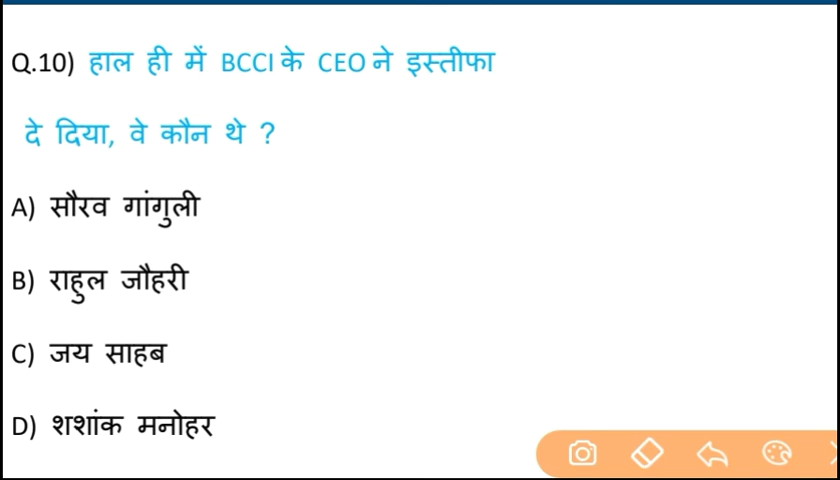 Q.10) हाल ही में BCCI के CEO ने इस्तीफा
दे दिया, वे कौन थे ?
A) सौरव गांगुली
B) राहुल जौहरी
C) जय साहब
D) शशांक मनोहर